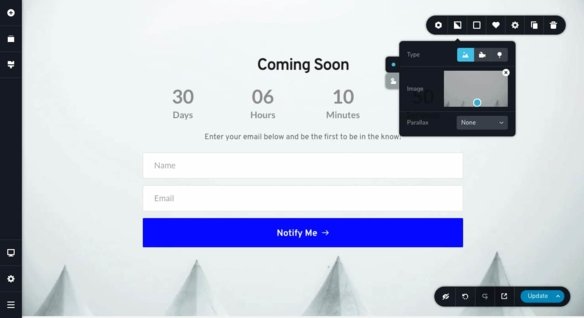 Coming Soon
Type
30 06 10 30
Days Hours Minutes
Image
Parallax None
Enter your email below and be the first to be in the know!
Name
Email
Notify Me →
Update